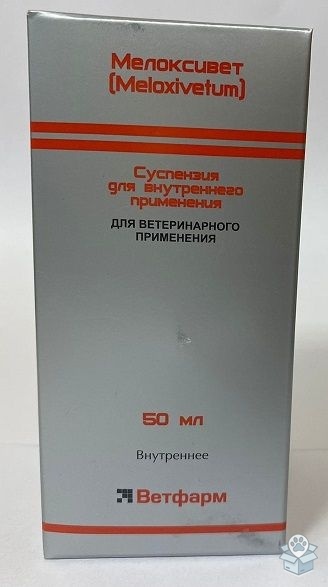 Мелоксивет
(Meloxivetum)
Суспензия
для внутреннего
применения
ДЛЯ ВЕТЕРИНАРНОГО
ПРИМЕНЕНИЯ
50 мл
Внутреннее
Ветфарм